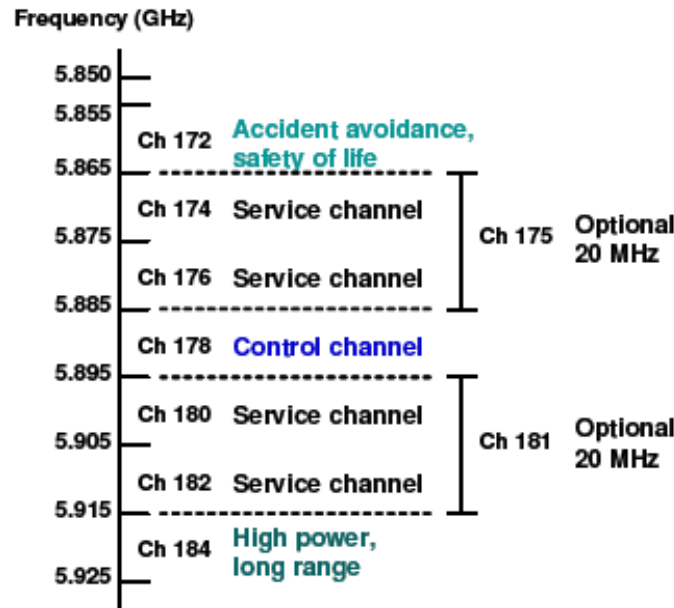 Frequency (GHz)
5.850
5.855
Ch 172 Accident avoidance,
safety of life
5.865
Ch 174 Service channel
5.875
Ch 175 Optional
20 MHz
Ch 176 Service channel
5.885
Ch 178 Control channel
5.895
Ch 180 Service channel
5.905
Ch 181 Optional
20 MHz
Ch 182 Service channel
5.915
Ch 184 High power,
long range
5.925